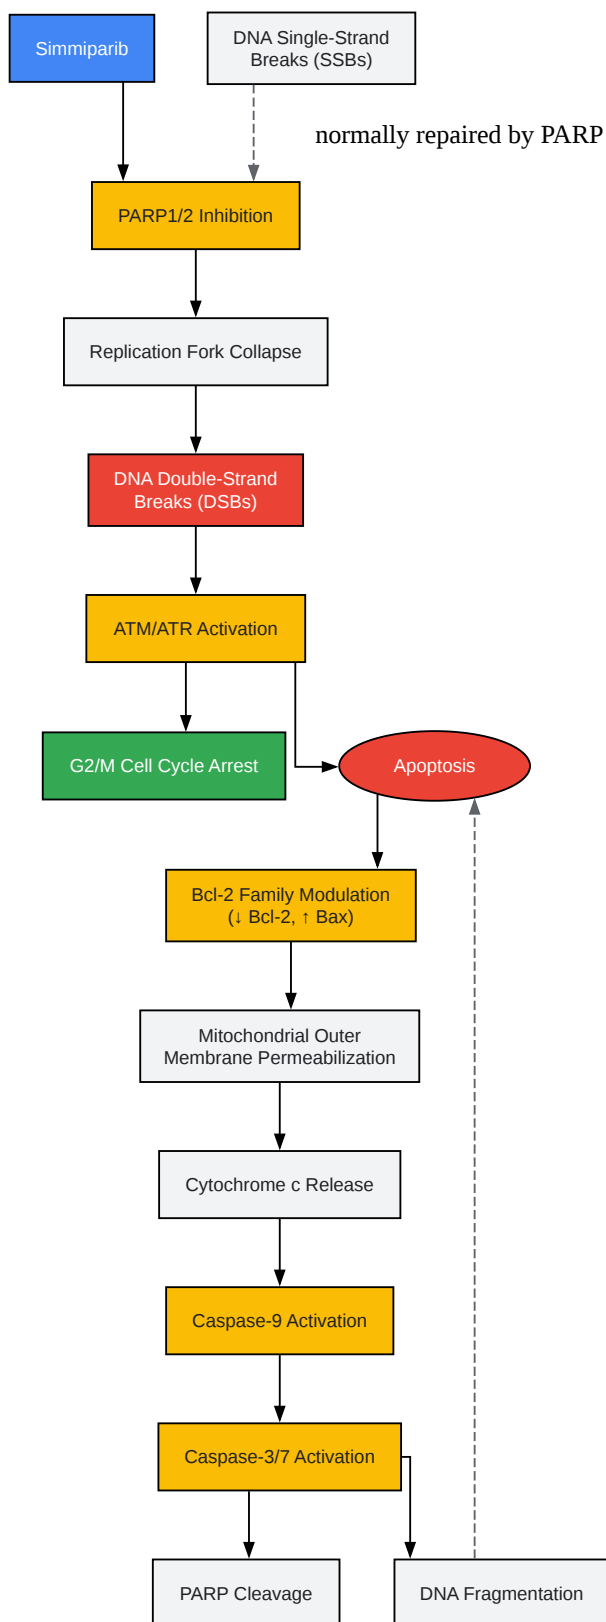 Simmiparib
DNA Single-Strand
Breaks (SSBs)
normally repaired by PARP
PARP1/2 Inhibition
Replication Fork Collapse
DNA Double-Strand
Breaks (DSBs)
ATM/ATR Activation
G2/M Cell Cycle Arrest
Apoptosis
Bcl-2 Family Modulation
(↓ Bcl-2, ↑ Bax)
Mitochondrial Outer
Membrane Permeabilization
Cytochrome c Release
Caspase-9 Activation
Caspase-3/7 Activation
PARP Cleavage
DNA Fragmentation